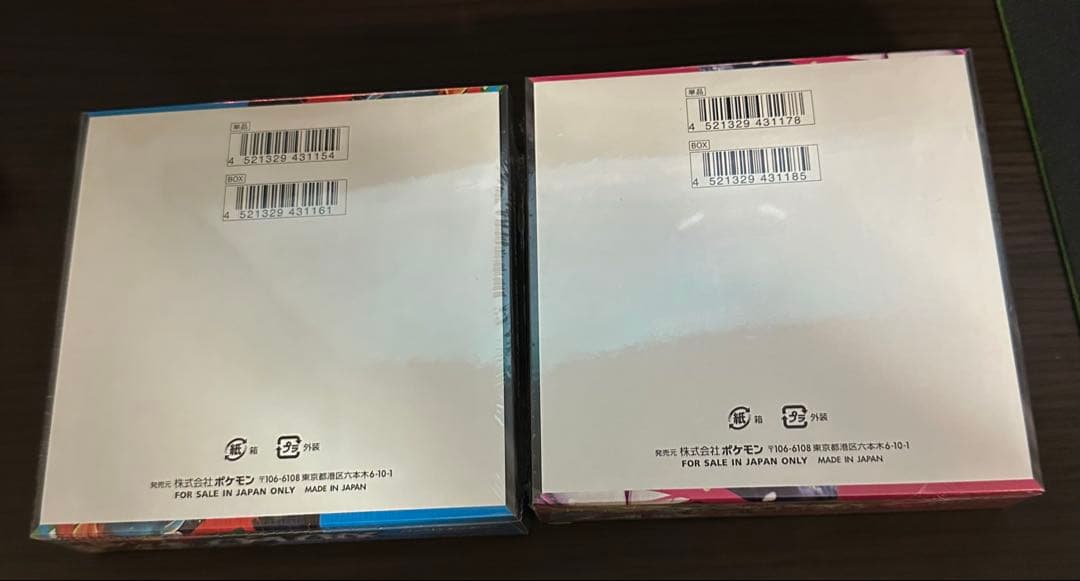 単品
4 521329 431154
BOX
4 521329 431161
紙 箱 プラ 外装
発売元 株式会社ポケモン 〒106-6108 東京都港区六本木6-10-1
FOR SALE IN JAPAN ONLY MADE IN JAPAN
単品
4 521329 431178
BOX
4 521329 431185
紙 箱 プラ 外装
発売元 株式会社ポケモン 〒106-6108 東京都港区六本木6-10-1
FOR SALE IN JAPAN ONLY MADE IN JAPAN